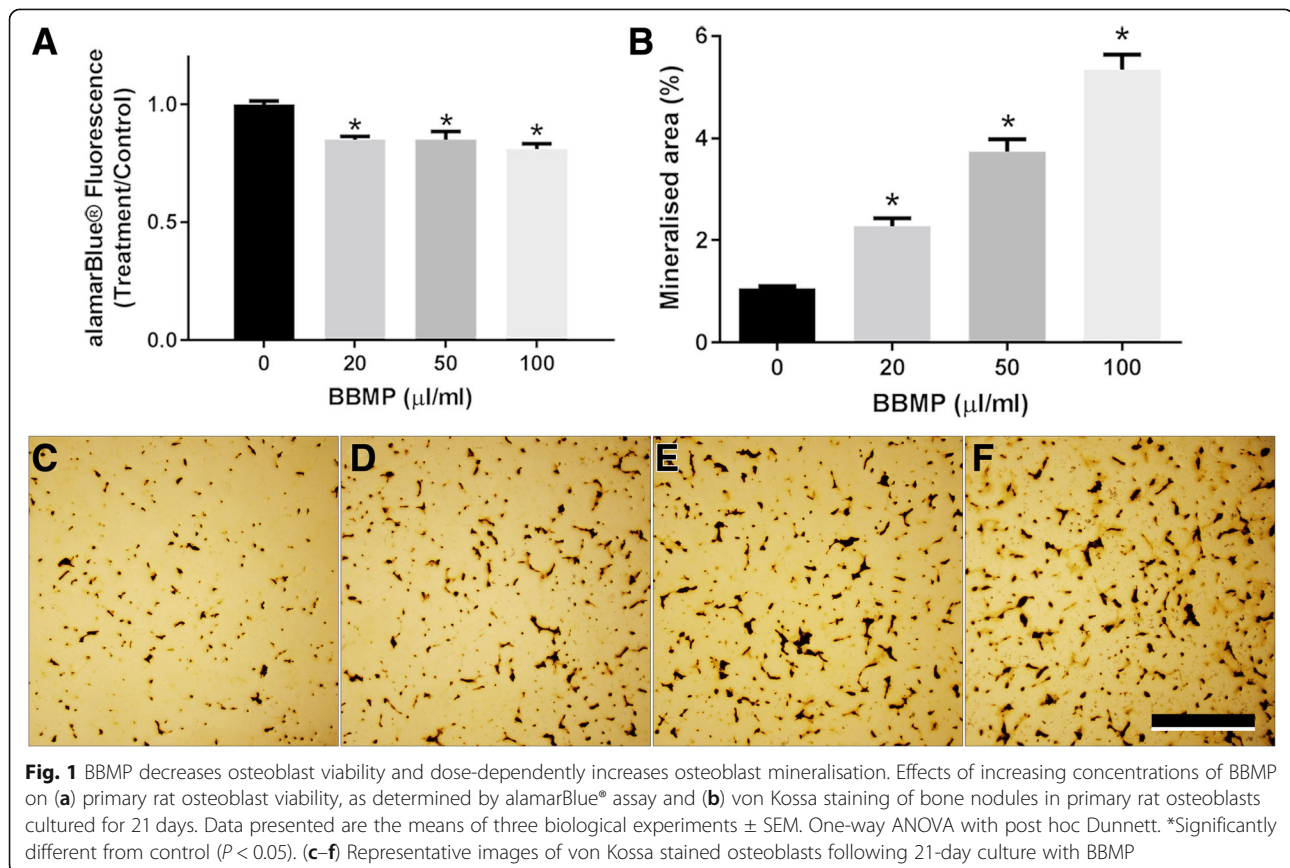 A
alamarBlue® Fluorescence
(Treatment/Control)
1.0
0.5
0.0
*
*
*
0
20
50
100
BBMP (µl/ml)
B
Mineralised area (%)
6
4
2
0
*
*
*
0
20
50
100
BBMP (µl/ml)
C
D
E
F
Fig. 1 BBMP decreases osteoblast viability and dose-dependently increases osteoblast mineralisation. Effects of increasing concentrations of BBMP
on (a) primary rat osteoblast viability, as determined by alamarBlue® assay and (b) von Kossa staining of bone nodules in primary rat osteoblasts
cultured for 21 days. Data presented are the means of three biological experiments ± SEM. One-way ANOVA with post hoc Dunnett. *Significantly
different from control (P < 0.05). (c–f) Representative images of von Kossa stained osteoblasts following 21-day culture with BBMP